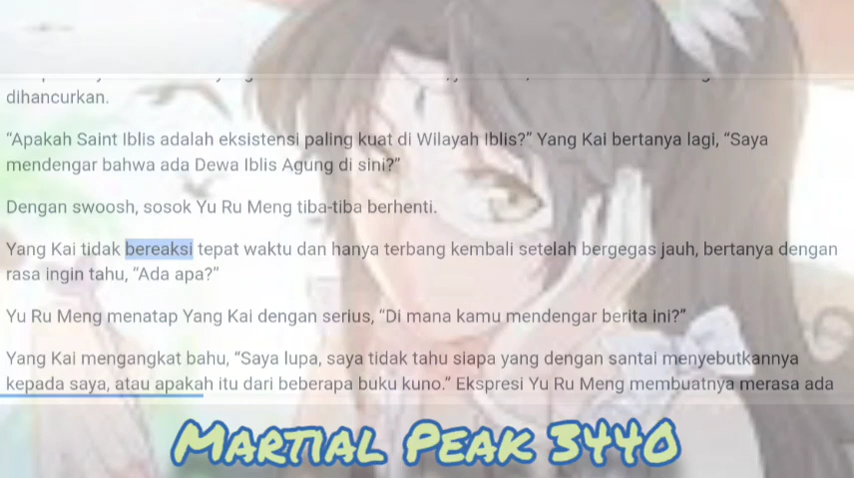 dihancurkan.
“Apakah Saint Iblis adalah eksistensi paling kuat di Wilayah Iblis?” Yang Kai bertanya lagi, “Saya
mendengar bahwa ada Dewa Iblis Agung di sini?”
Dengan swoosh, sosok Yu Ru Meng tiba-tiba berhenti.
Yang Kai tidak bereaksi tepat waktu dan hanya terbang kembali setelah bergegas jauh, bertanya dengan
rasa ingin tahu, “Ada apa?”
Yu Ru Meng menatap Yang Kai dengan serius, “Di mana kamu mendengar berita ini?”
Yang Kai mengangkat bahu, “Saya lupa, saya tidak tahu siapa yang dengan santai menyebutkannya
kepada saya, atau apakah itu dari beberapa buku kuno.” Ekspresi Yu Ru Meng membuatnya merasa ada
MARTIAL PEAK 3440